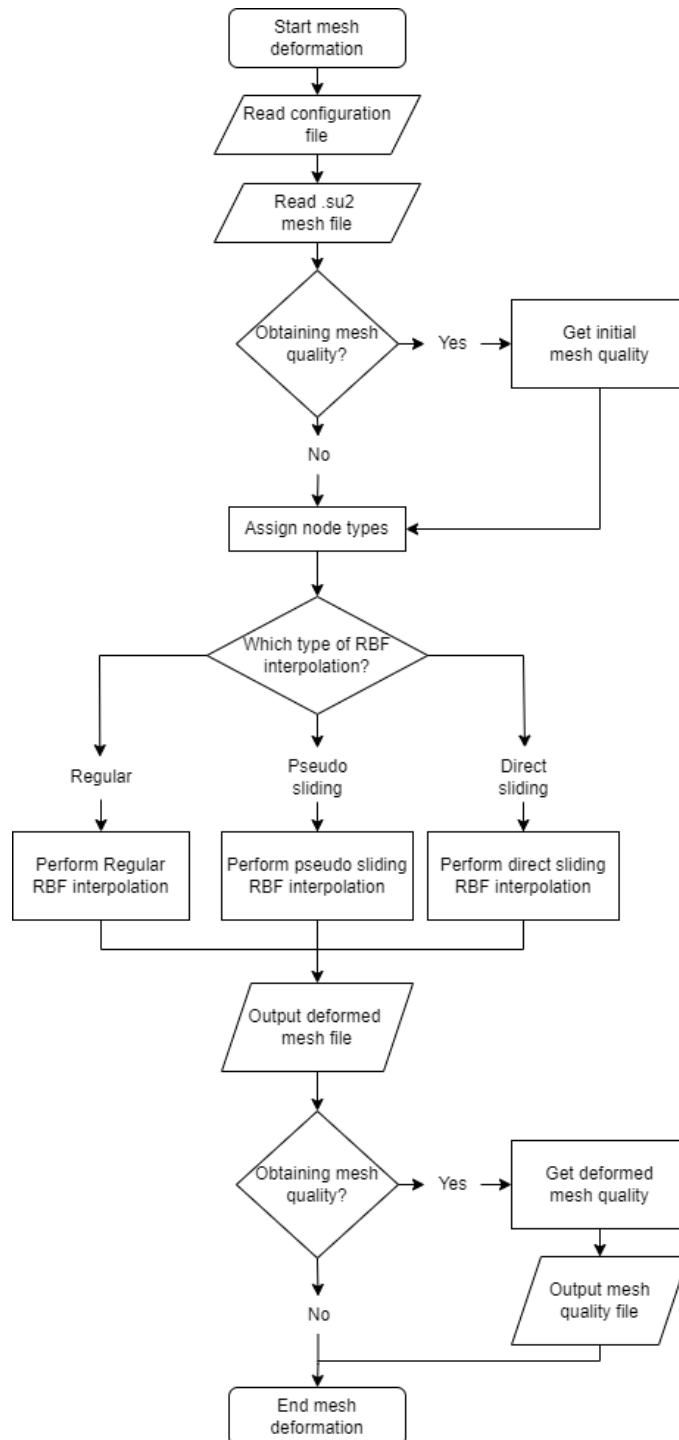 Start mesh
deformation
Read configuration
file
Read .su2
mesh file
Obtaining mesh
quality?
Yes
Get initial
mesh quality
No
Assign node types
Which type of RBF
interpolation?
Regular
Pseudo
sliding
Direct
sliding
Perform Regular
RBF interpolation
Perform pseudo sliding
RBF interpolation
Perform direct sliding
RBF interpolation
Output deformed
mesh file
Obtaining mesh
quality?
Yes
Get deformed
mesh quality
Output mesh
quality file
No
End mesh
deformation